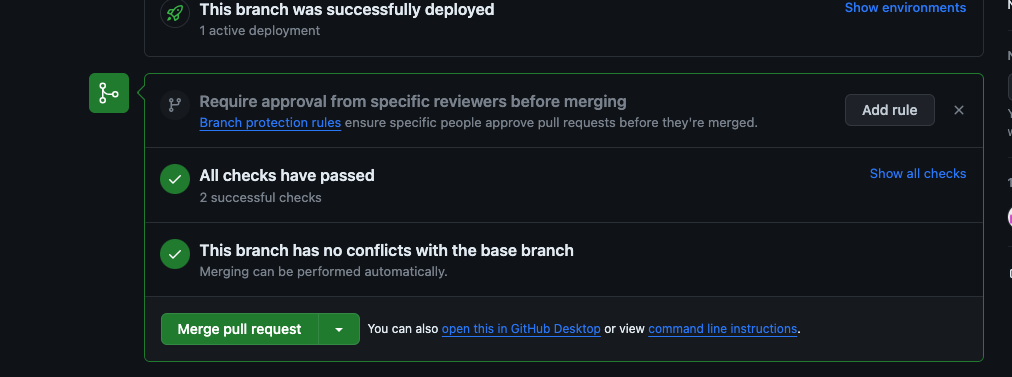 This branch was successfully deployed
Show environments
1 active deployment
Require approval from specific reviewers before merging
Branch protection rules ensure specific people approve pull requests before they're merged.
Add rule
All checks have passed
Show all checks
2 successful checks
This branch has no conflicts with the base branch
Merging can be performed automatically.
Merge pull request
You can also open this in GitHub Desktop or view command line instructions.